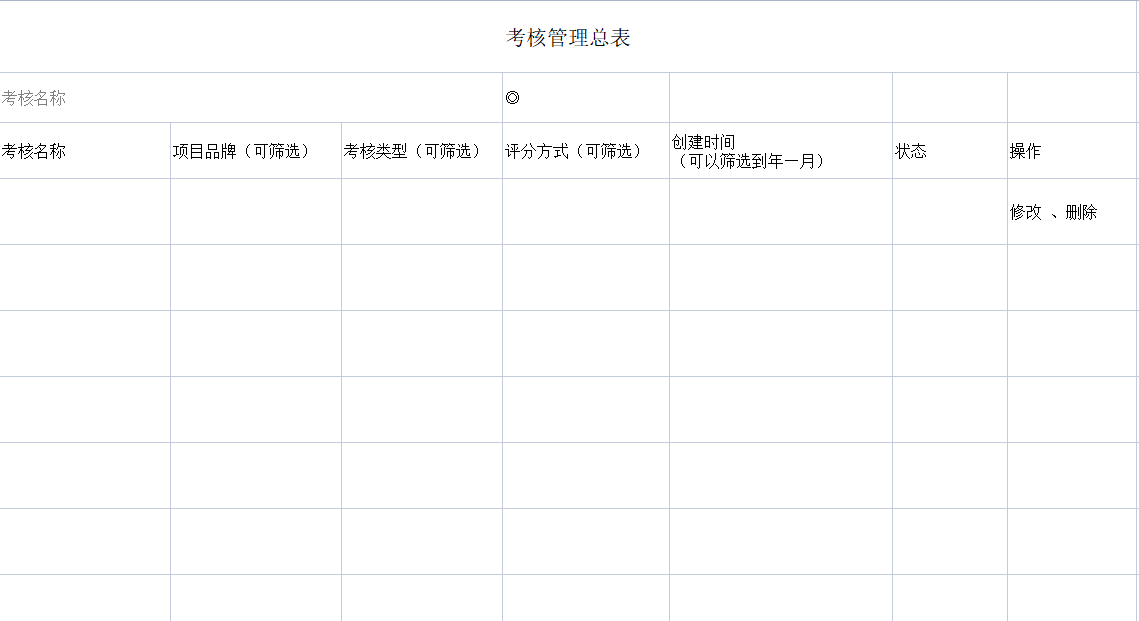 考核管理总表
考核名称 ◎
考核名称 项目品牌（可筛选） 考核类型（可筛选） 评分方式（可筛选） 创建时间
（可以筛选到年一月） 状态 操作
修改 、删除